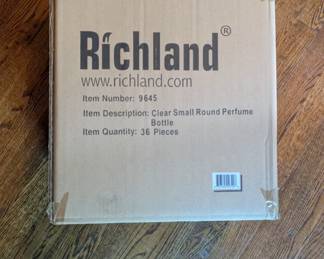 Richland®
www.richland.com
Item Number: 9645
Item Description: Clear Small Round Perfume
Bottle
Item Quantity: 36 Pieces